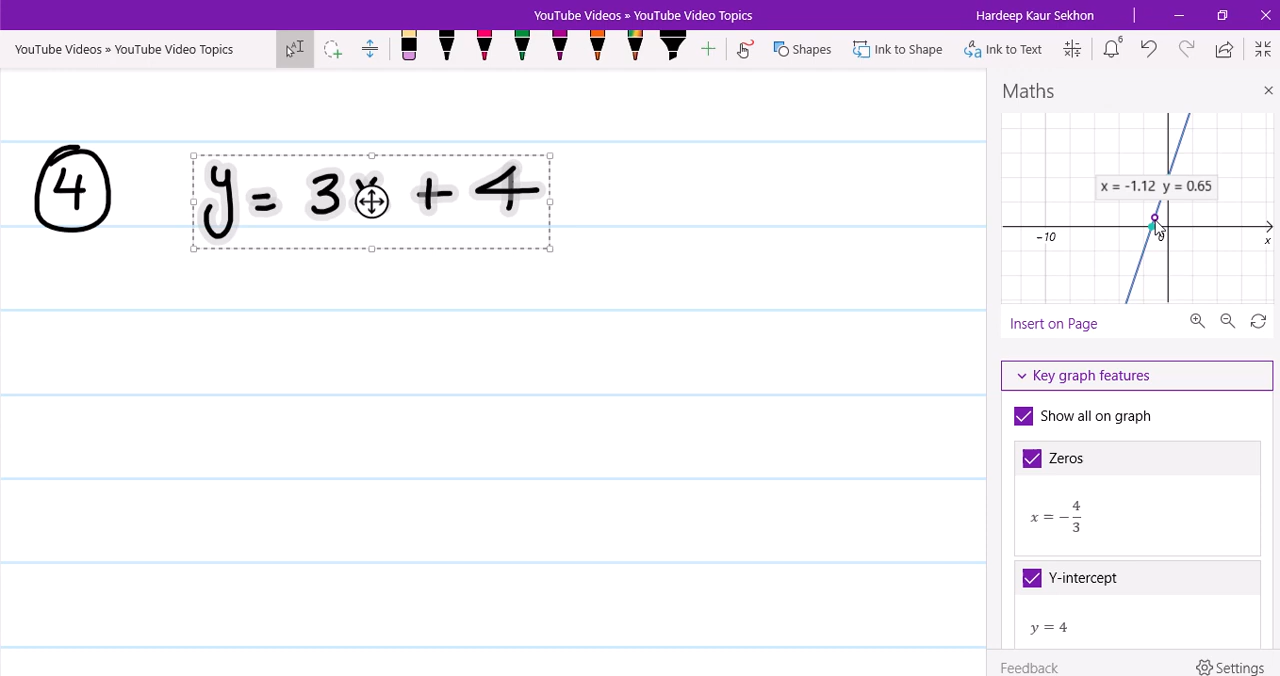 YouTube Videos » YouTube Video Topics
Hardeep Kaur Sekhon
YouTube Videos » YouTube Video Topics
Shapes
Ink to Shape
Ink to Text
6
Maths
4
y = 3x + 4
x = -1.12 y = 0.65
-10
0
x
Insert on Page
Key graph features
Show all on graph
Zeros
x = -4/3
Y-intercept
y = 4
Feedback
Settings